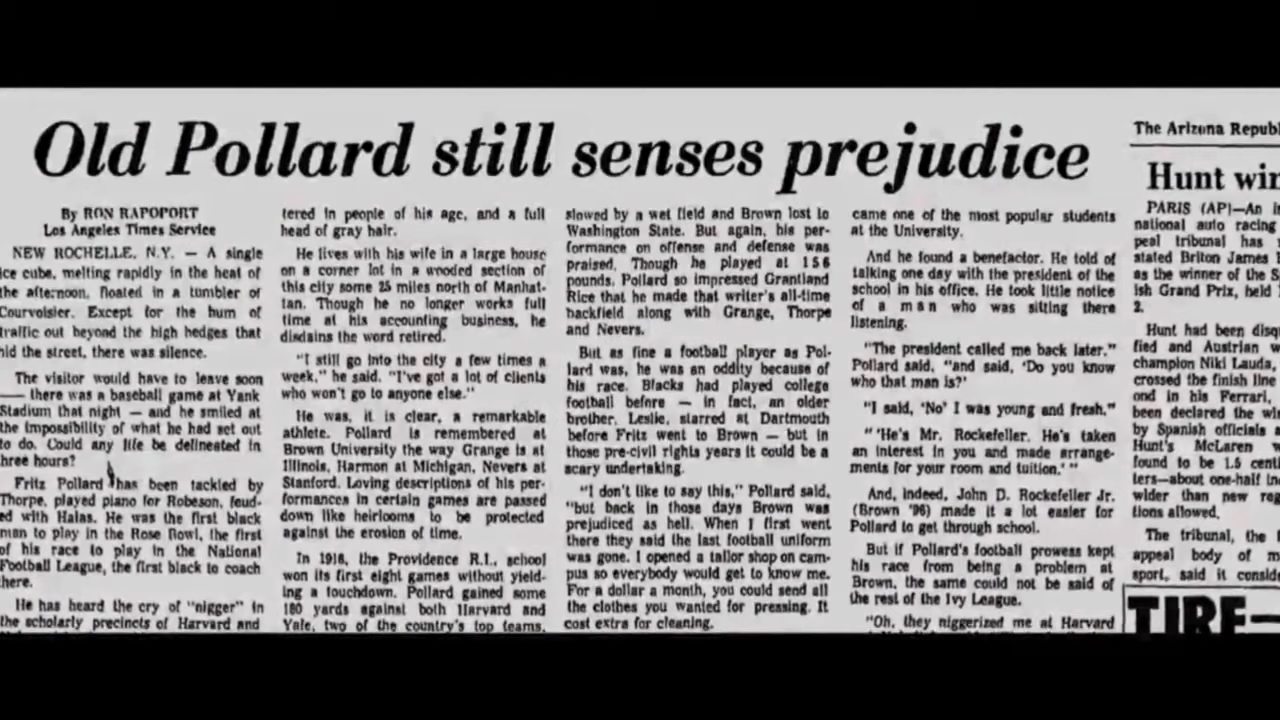 Old Pollard still senses prejudice
By RON RAPOPORT
Los Angeles Times Service
NEW ROCHELLE, N.Y. — A single
ice cube, melting rapidly in the heat of
the afternoon, floated in a tumbler of
Courvoisier. Except for the hum of
traffic out beyond the high hedges that
hid the street, there was silence.
The visitor would have to leave soon
— there was a baseball game at Yank
Stadium that night — and he smiled at
the impossibility of what he had set out
to do. Could any life be delineated in
three hours?
Fritz Pollard has been tackled by
Thorpe, played piano for Robeson, feud-
ed with Halas. He was the first black
man to play in the Rose Bowl, the first
of his race to play in the National
Football League, the first black to coach
there.
He has heard the cry of "nigger" in
the scholarly precincts of Harvard and
tered in people of his age, and a full
head of gray hair.
He lives with his wife in a large house
on a corner lot in a wooded section of
this city some 25 miles north of Manhat-
tan. Though he no longer works full
time at his accounting business, he
disdains the word retired.
"I still go into the city a few times a
week," he said. "I've got a lot of clients
who won't go to anyone else."
He was, it is clear, a remarkable
athlete. Pollard is remembered at
Brown University the way Grange is at
Illinois, Harmon at Michigan, Nevers at
Stanford. Loving descriptions of his per-
formances in certain games are passed
down like heirlooms to be protected
against the erosion of time.
In 1916, the Providence R.I., school
won its first eight games without yield-
ing a touchdown. Pollard gained some
180 yards against both Harvard and
Yale, two of the country's top teams,
slowed by a wet field and Brown lost to
Washington State. But again, his per-
formance on offense and defense was
praised. Though he played at 156
pounds, Pollard so impressed Grantland
Rice that he made that writer's all-time
backfield along with Grange, Thorpe
and Nevers.
But as fine a football player as Pol-
lard was, he was an oddity because of
his race. Blacks had played college
football before — in fact, an older
brother, Leslie, starred at Dartmouth
before Fritz went to Brown — but in
those pre-civil rights years it could be a
scary undertaking.
"I don't like to say this," Pollard said,
"but back in those days Brown was
prejudiced as hell. When I first went
there they said the last football uniform
was gone. I opened a tailor shop on cam-
pus so everybody would get to know me.
For a dollar a month, you could send all
the clothes you wanted for pressing. It
cost extra for cleaning.
came one of the most popular students
at the University.
And he found a benefactor. He told of
talking one day with the president of the
school in his office. He took little notice
of a man who was sitting there
listening.
"The president called me back later,"
Pollard said, "and said, 'Do you know
who that man is?'
"I said, 'No' I was young and fresh."
" 'He's Mr. Rockefeller. He's taken
an interest in you and made arrange-
ments for your room and tuition.' "
And, indeed, John D. Rockefeller Jr.
(Brown '96) made it a lot easier for
Pollard to get through school.
But if Pollard's football prowess kept
his race from being a problem at
Brown, the same could not be said of
the rest of the Ivy League.
"Oh, they niggerized me at Harvard
The Arizona Republ
Hunt win
PARIS (AP)—An i
national auto racing
peal tribunal has
stated Briton James
as the winner of the S
ish Grand Prix, held
2.
Hunt had been disq
fied and Austrian w
champion Niki Lauda,
crossed the finish line
ond in his Ferrari,
been declared the wi
by Spanish officials a
Hunt's McLaren w
found to be 1.5 centi
ters—about one-half in
wider than new reg
tions allowed.
The tribunal, the
appeal body of m
sport, said it conside
TIRE—